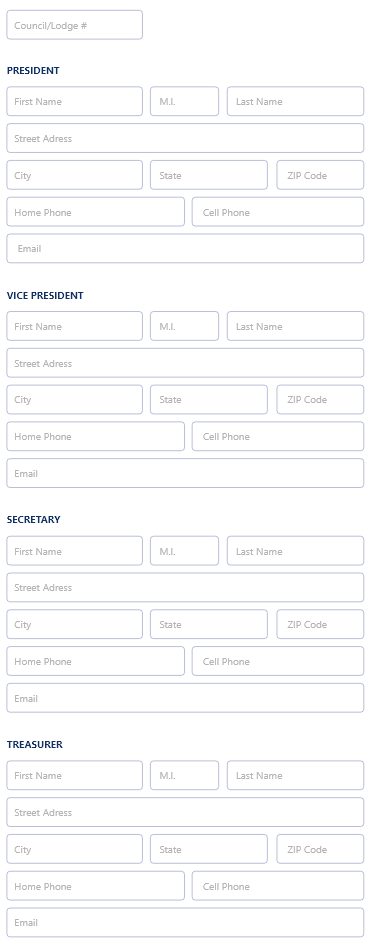 Council/Lodge #
PRESIDENT
First Name M.I. Last Name
Street Adress
City State ZIP Code
Home Phone Cell Phone
Email
VICE PRESIDENT
First Name M.I. Last Name
Street Adress
City State ZIP Code
Home Phone Cell Phone
Email
SECRETARY
First Name M.I. Last Name
Street Adress
City State ZIP Code
Home Phone Cell Phone
Email
TREASURER
First Name M.I. Last Name
Street Adress
City State ZIP Code
Home Phone Cell Phone
Email